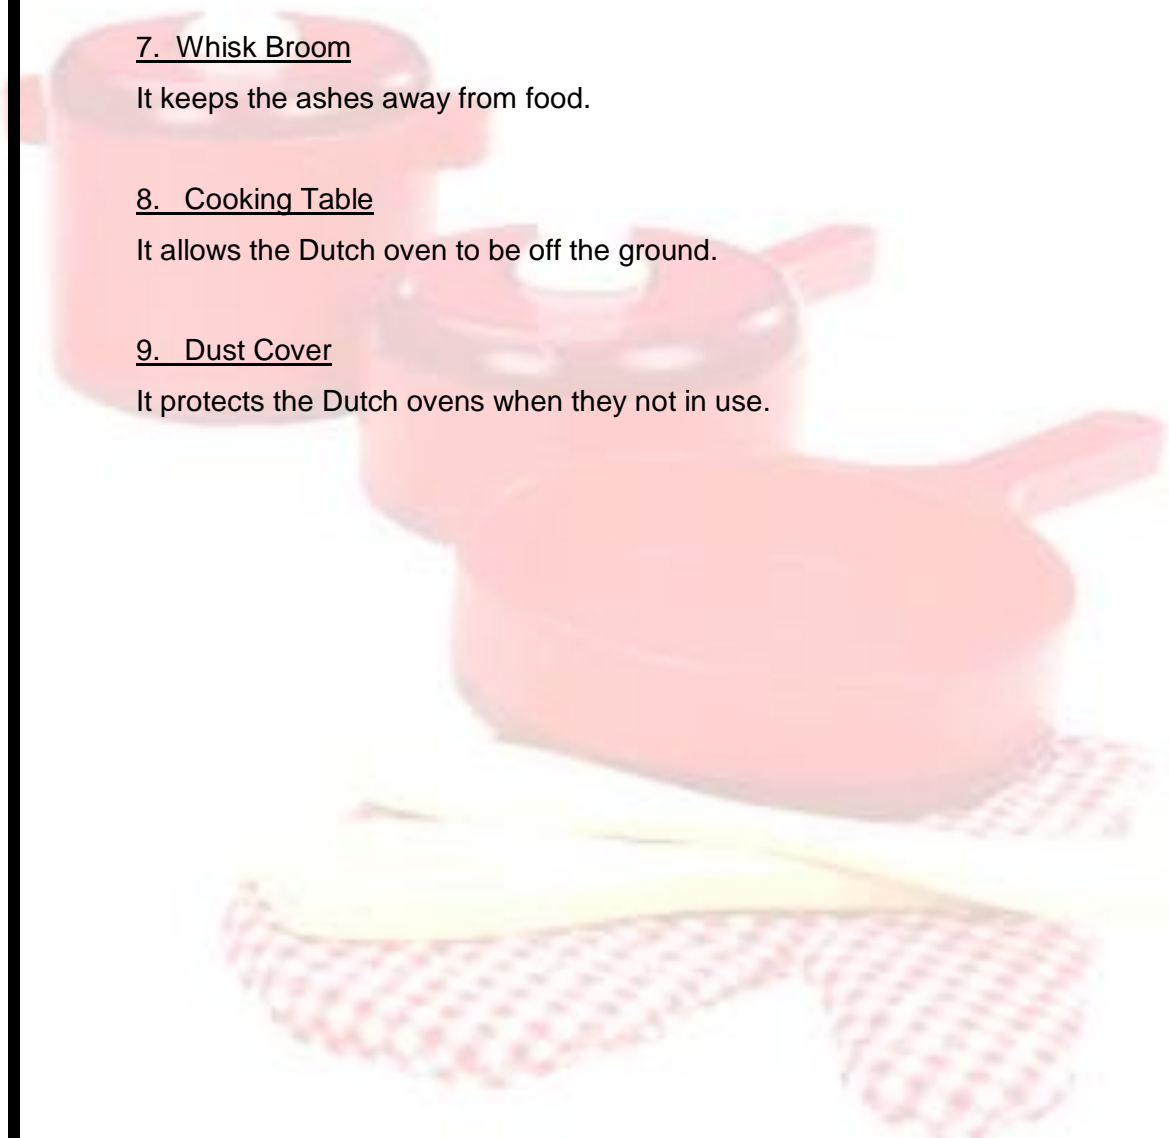 7. Whisk Broom
It keeps the ashes away from food.
8. Cooking Table
It allows the Dutch oven to be off the ground.
9. Dust Cover
It protects the Dutch ovens when they not in use.